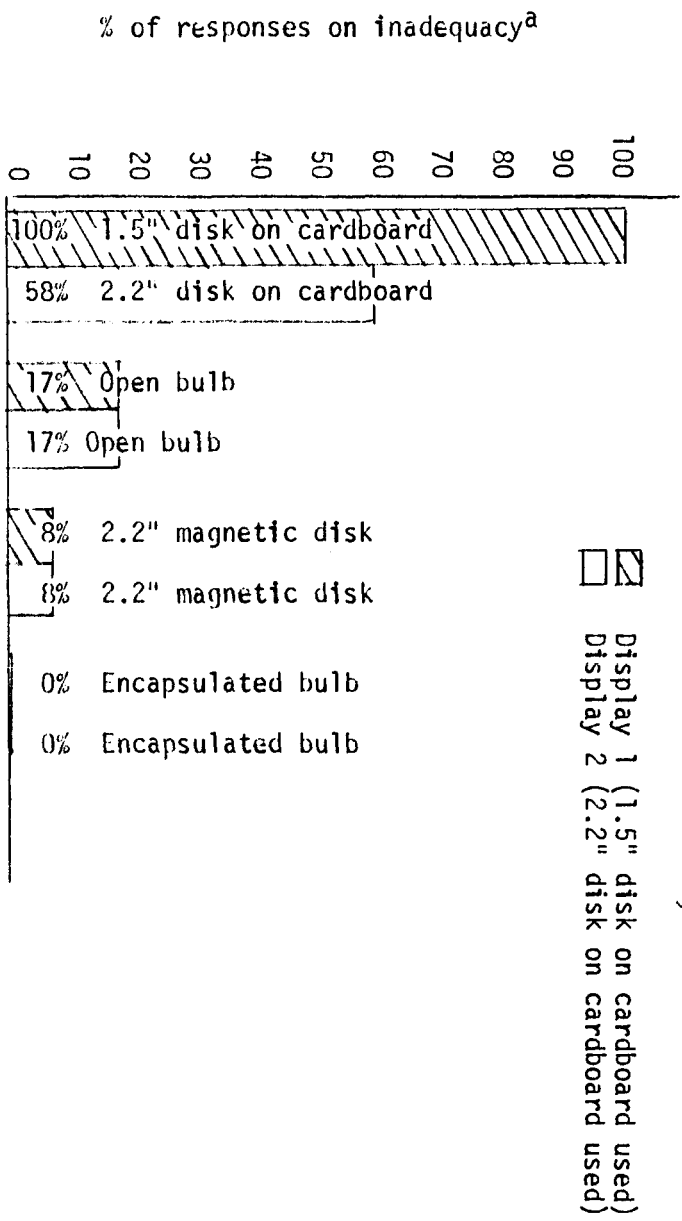 % of responses on inadequacyᵃ
100
90
80
70
60
50
40
30
20
10
0
100% 1.5" disk on cardboard
58% 2.2" disk on cardboard
17% Open bulb
17% Open bulb
8% 2.2" magnetic disk
8% 2.2" magnetic disk
0% Encapsulated bulb
0% Encapsulated bulb
Display 1 (1.5" disk on cardboard used)
Display 2 (2.2" disk on cardboard used)